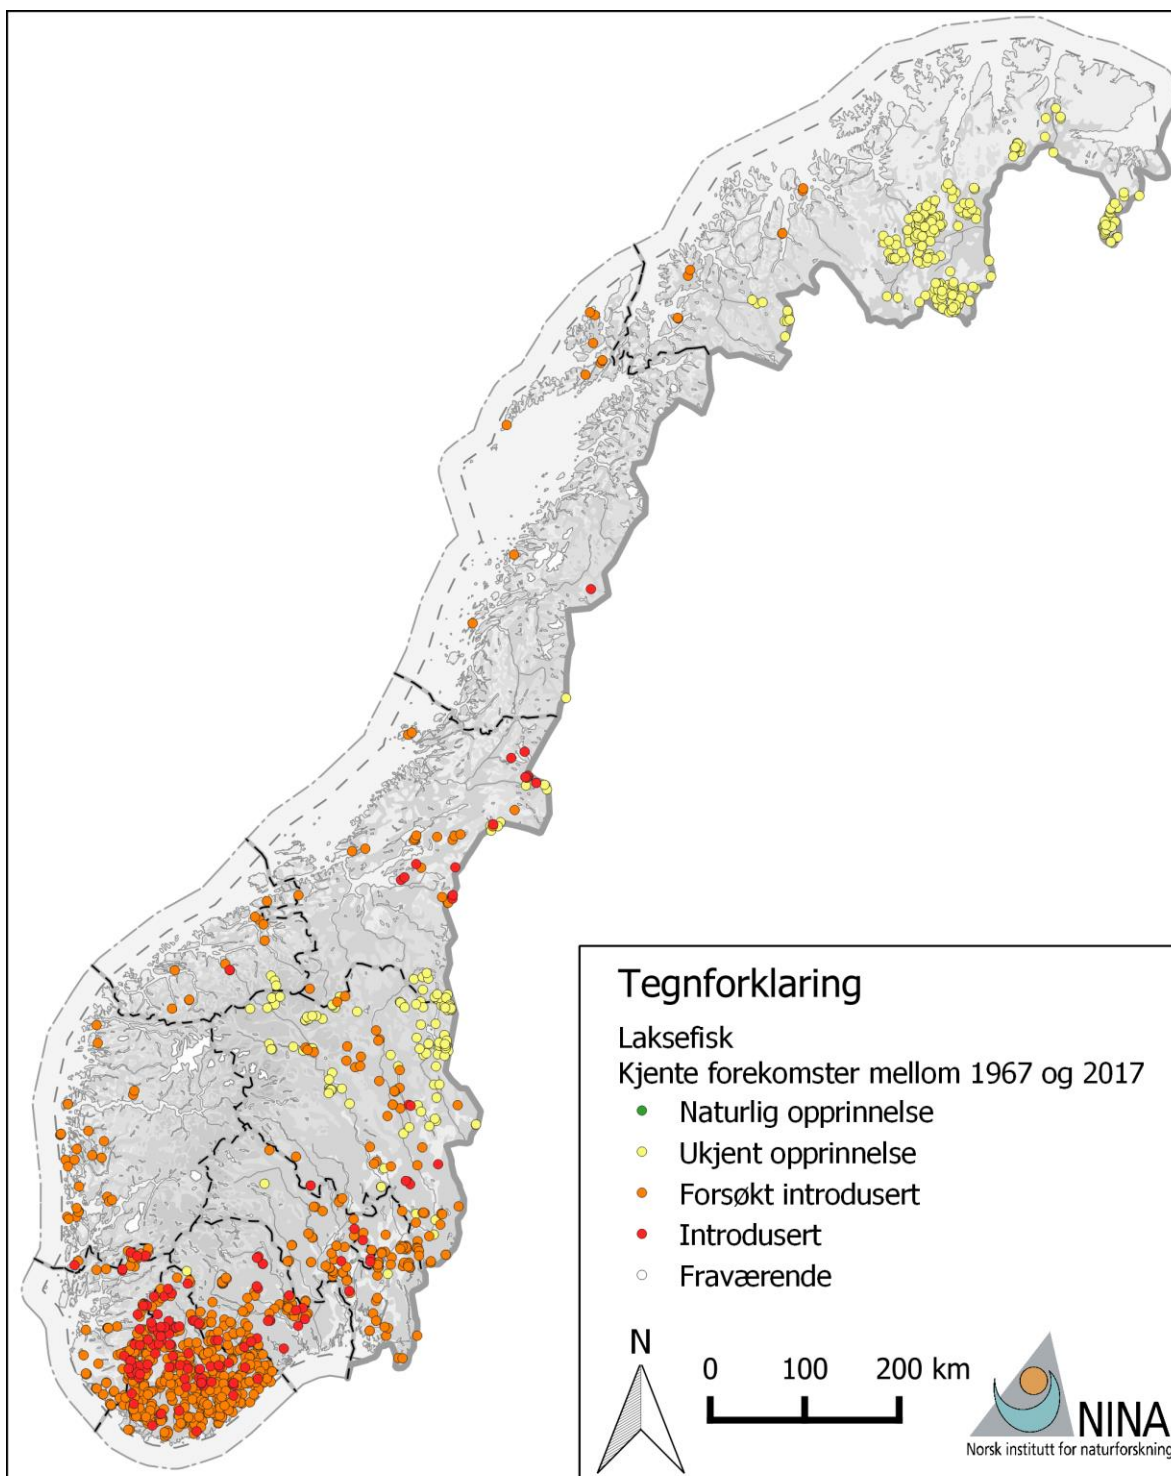 Tegnforklaring
Laksefisk
Kjente forekomster mellom 1967 og 2017
Naturlig opprinnelse
Ukjent opprinnelse
Forsøkt introdusert
Introdusert
Fraværende
N
0 100 200 km
NINA
Norsk institutt for naturforskning